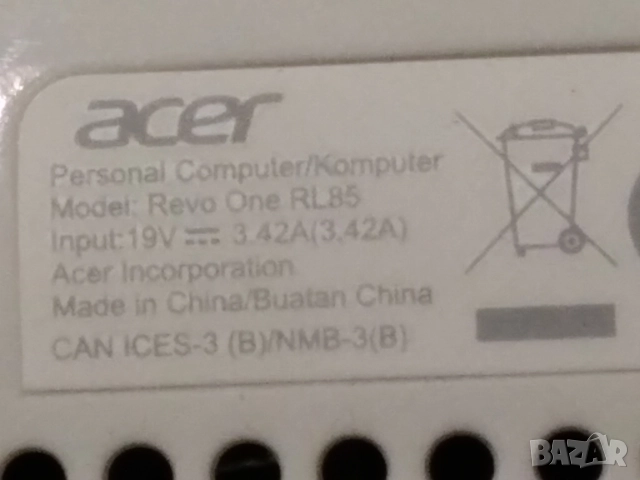 acer
Personal Computer/Komputer
Model: Revo One RL85
Input:19V ⎓ 3.42A(3,42A)
Acer Incorporation
Made in China/Buatan China
CAN ICES-3 (B)/NMB-3(B)
BAZAR